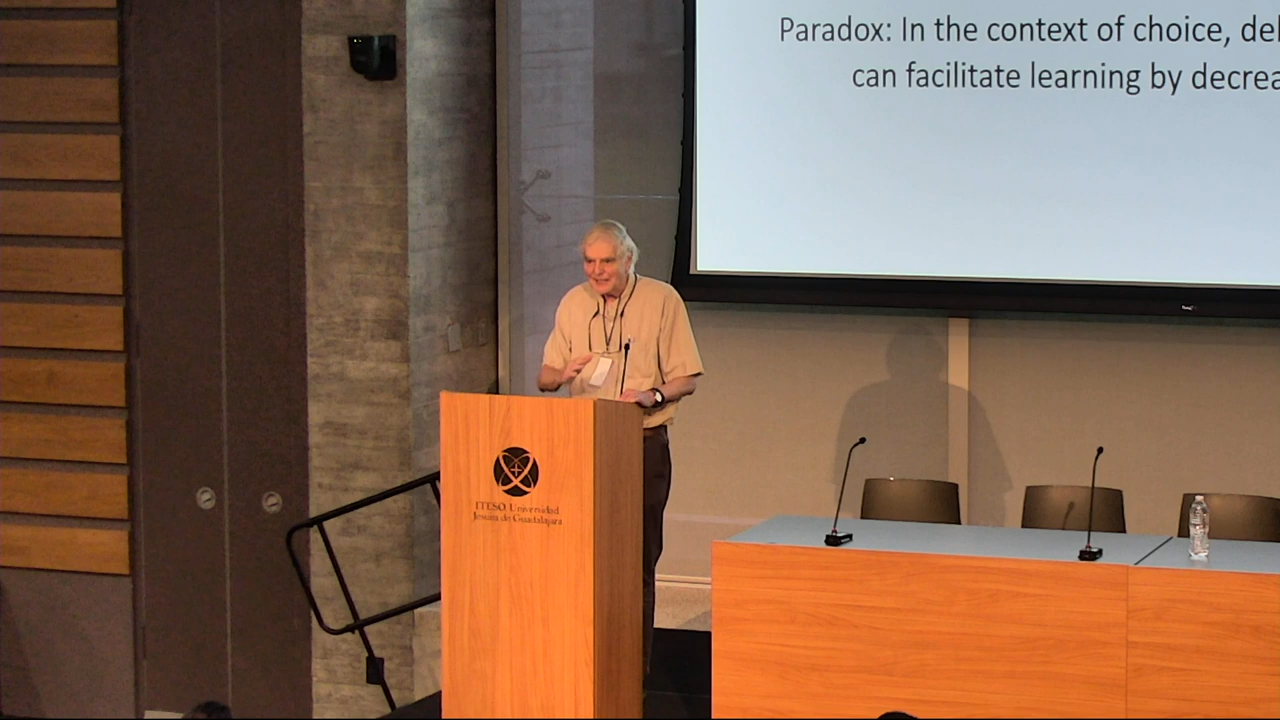 Paradox: In the context of choice, del
can facilitate learning by decrea
ITESO Universidad
Jesuita de Guadalajara